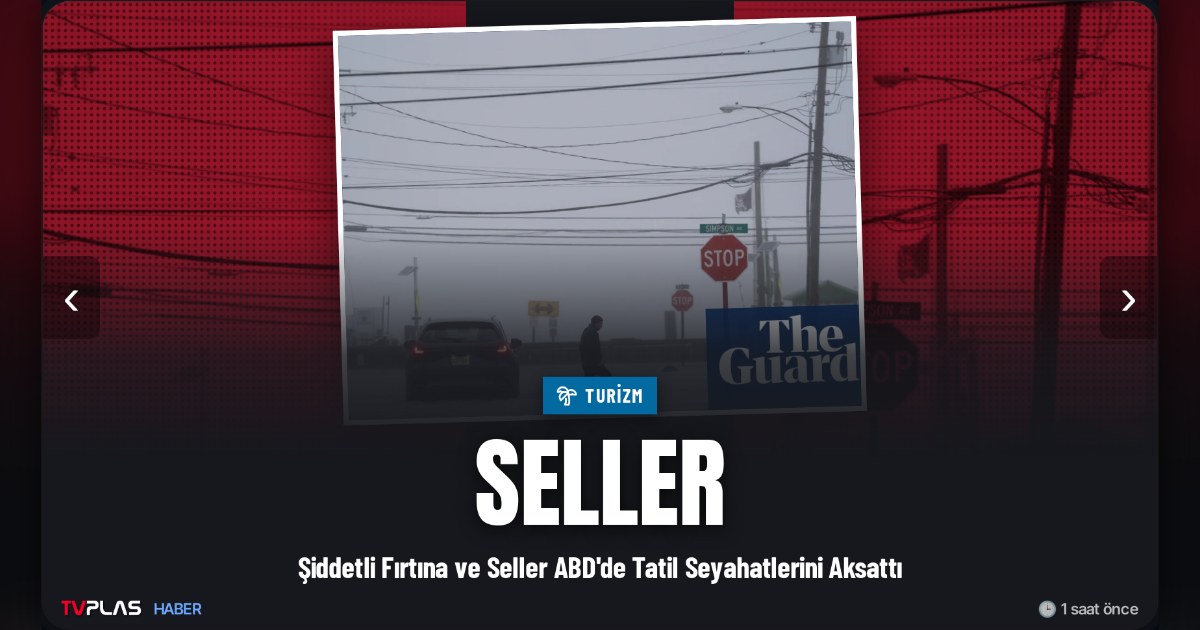 SIMPSON
STOP
STOP
The
Guard
TURİZM
SELLER
Şiddetli Fırtına ve Seller ABD'de Tatil Seyahatlerini Aksattı
TVPLAS HABER
1 saat önce